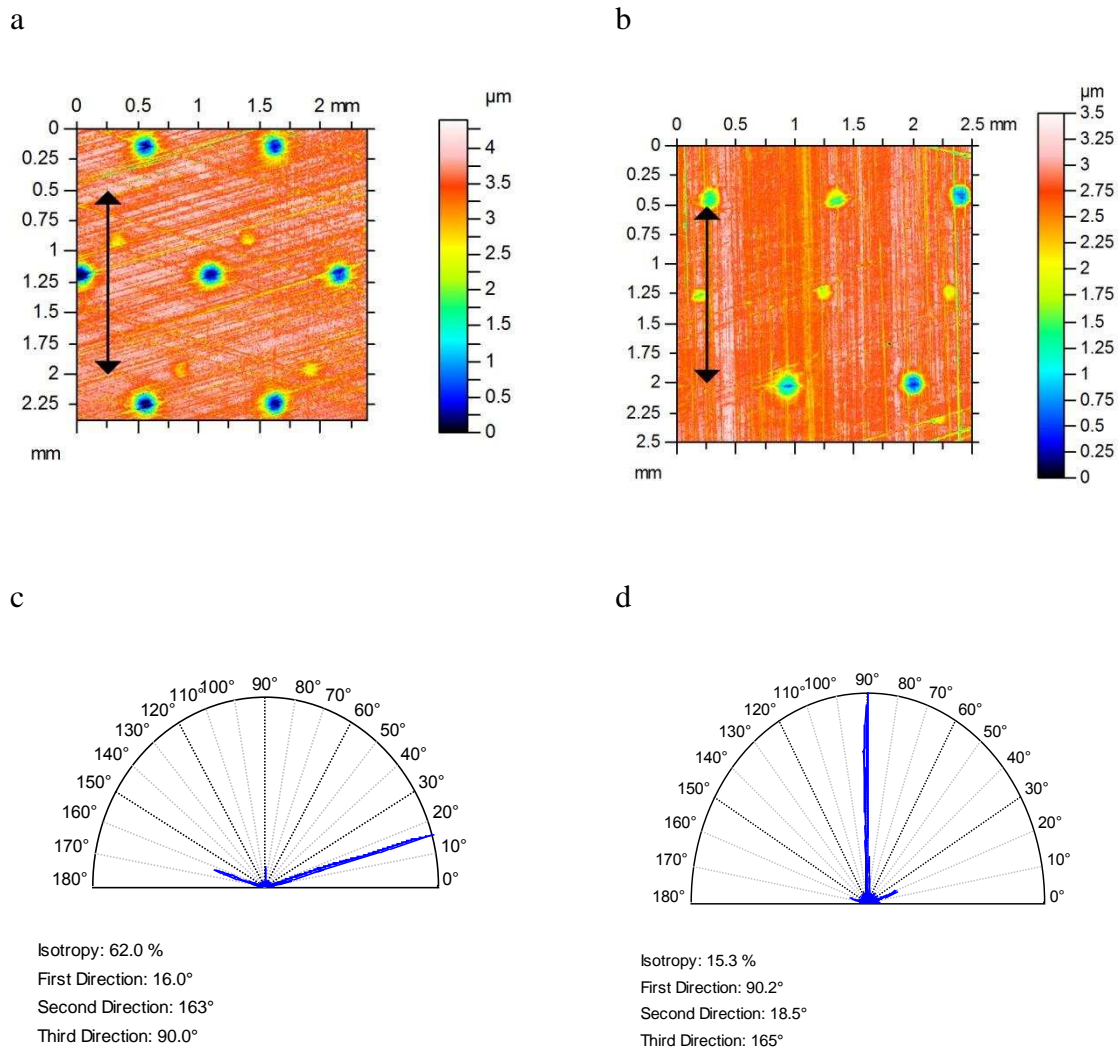 a
b
0 0.5 1 1.5 2 mm
µm
0
0.25
0.5
0.75
1
1.25
1.5
1.75
2
2.25
mm
4
3.5
3
2.5
2
1.5
1
0.5
0
0 0.5 1 1.5 2 2.5 mm
µm
0
0.25
0.5
0.75
1
1.25
1.5
1.75
2
2.25
2.5
mm
3.5
3.25
3
2.75
2.5
2.25
2
1.75
1.5
1.25
1
0.75
0.5
0.25
0
c
d
180° 170° 160° 150° 140° 130° 120° 110° 100° 90° 80° 70° 60° 50° 40° 30° 20° 10° 0°
Isotropy: 62.0 %
First Direction: 16.0°
Second Direction: 163°
Third Direction: 90.0°
180° 170° 160° 150° 140° 130° 120° 110° 100° 90° 80° 70° 60° 50° 40° 30° 20° 10° 0°
Isotropy: 15.3 %
First Direction: 90.2°
Second Direction: 18.5°
Third Direction: 165°